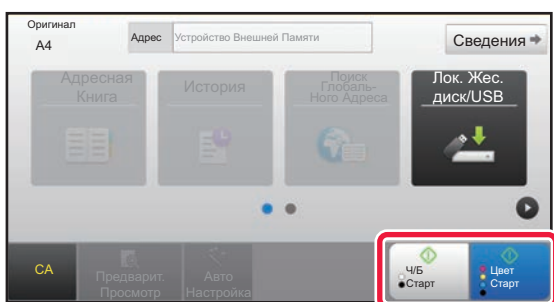 Оригинал
A4
Адрес
Устройство Внешней Памяти
Сведения
Адресная
Книга
История
Поиск
Глобаль-
Ного Адреса
Лок. Жес.
диск/USB
CA
Предварит.
Просмотр
Авто
Настройка
Ч/Б
Старт
Цвет
Старт